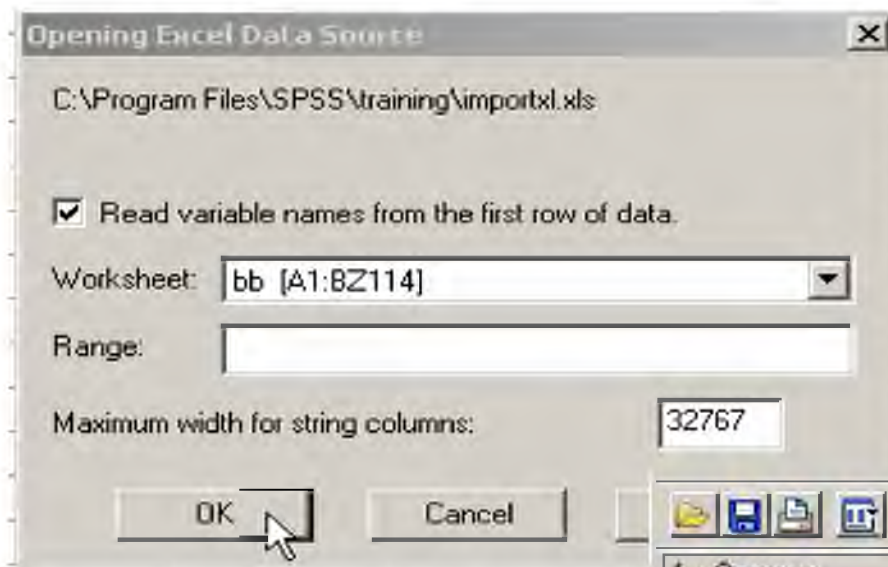 Opening Excel Data Source
C:\Program Files\SPSS\training\importxl.xls
Read variable names from the first row of data.
Worksheet: bb [A1:BZ114]
Range:
Maximum width for string columns: 32767
OK Cancel